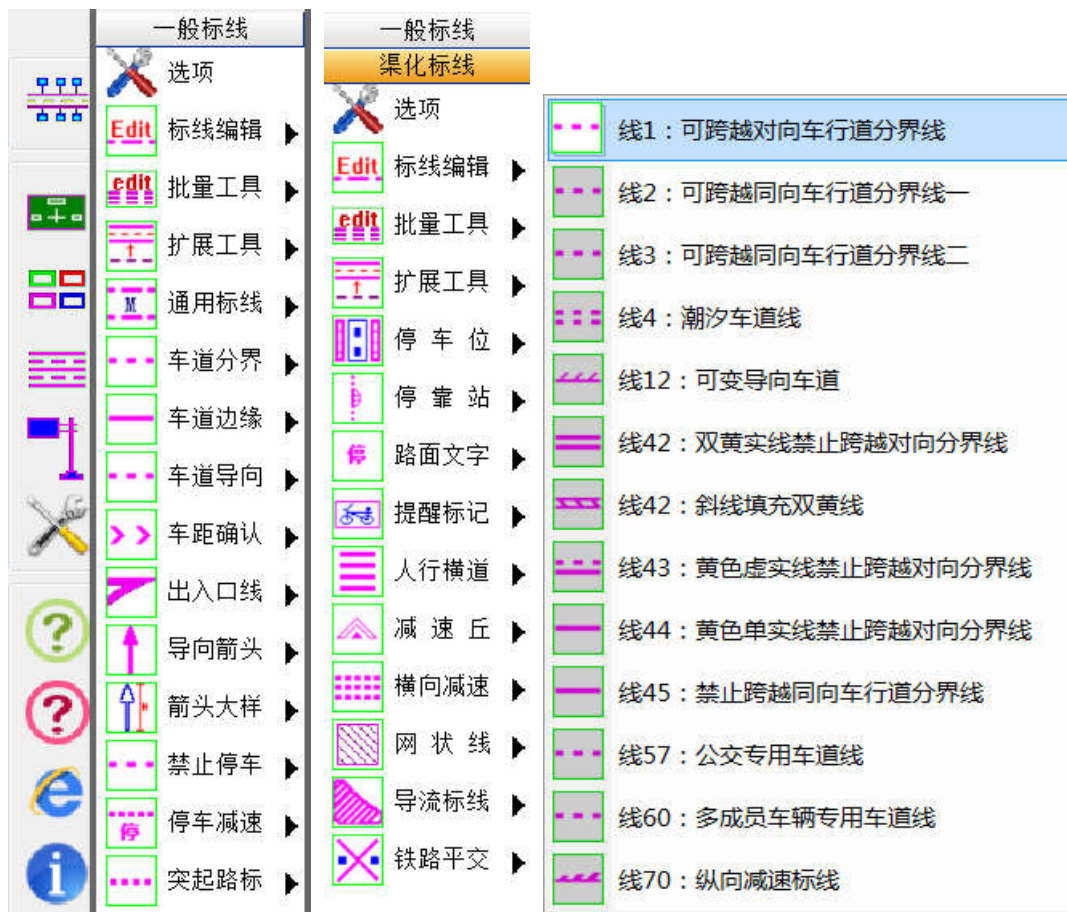 一般标线
选项
Edit 标线编辑
edit 批量工具
扩展工具
M 通用标线
车道分界
车道边缘
车道导向
车距确认
出入口线
导向箭头
箭头大样
禁止停车
停 停车减速
突起路标
一般标线
渠化标线
选项
Edit 标线编辑
edit 批量工具
扩展工具
停 车 位
停 靠 站
停 路面文字
提醒标记
人行横道
减 速 丘
横向减速
网 状 线
导流标线
铁路平交
线1：可跨越对向车行道分界线
线2：可跨越同向车行道分界线一
线3：可跨越同向车行道分界线二
线4：潮汐车道线
线12：可变导向车道
线42：双黄实线禁止跨越对向分界线
线42：斜线填充双黄线
线43：黄色虚实线禁止跨越对向分界线
线44：黄色单实线禁止跨越对向分界线
线45：禁止跨越同向车行道分界线
线57：公交专用车道线
线60：多成员车辆专用车道线
线70：纵向减速标线